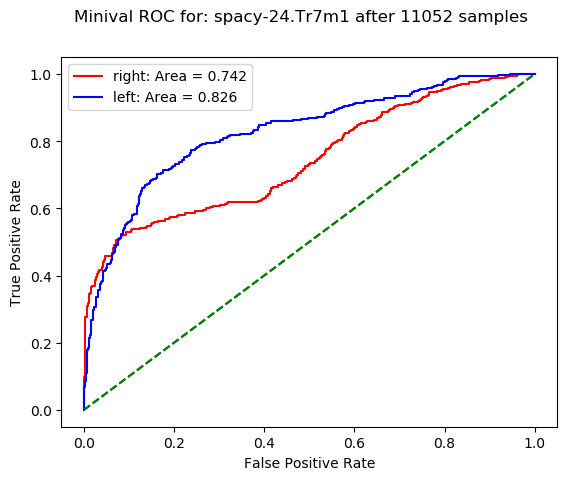 Minival ROC for: spacy-24.Tr7m1 after 11052 samples
right: Area = 0.742
left: Area = 0.826
1.0
0.8
0.6
0.4
0.2
0.0
True Positive Rate
0.0 0.2 0.4 0.6 0.8 1.0
False Positive Rate